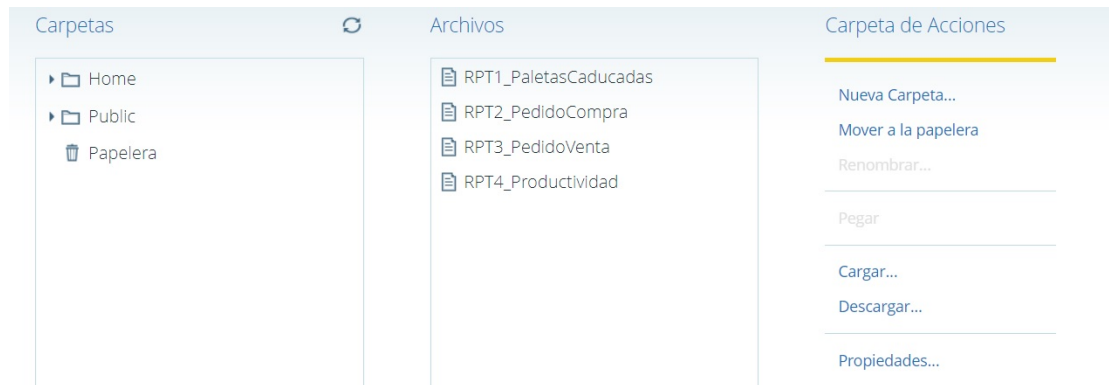 Carpetas
Home
Public
Papelera
Archivos
RPT1_PaletasCaducadas
RPT2_PedidoCompra
RPT3_PedidoVenta
RPT4_Productividad
Carpeta de Acciones
Nueva Carpeta...
Mover a la papelera
Renombrar...
Pegar
Cargar...
Descargar...
Propiedades...